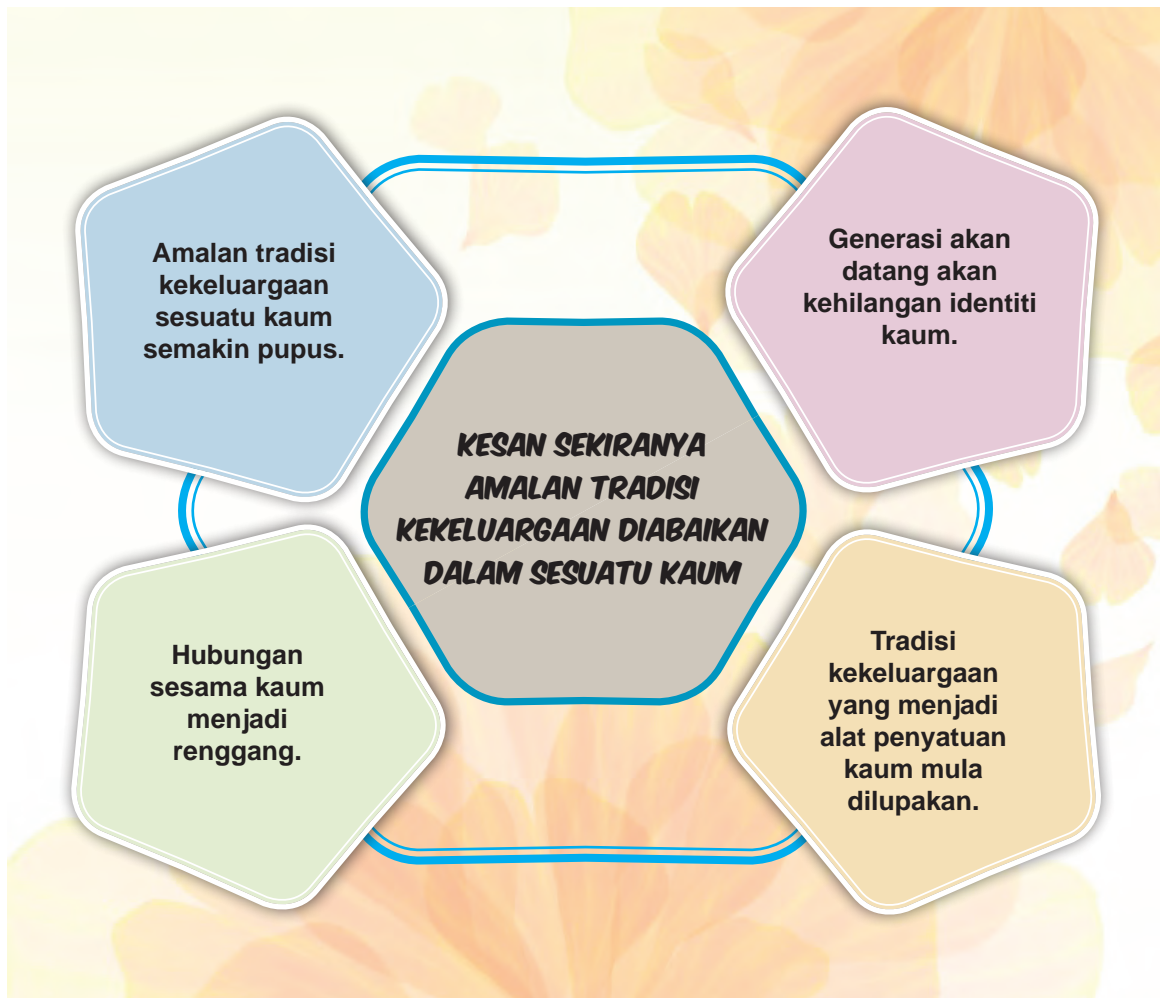 Amalan tradisi
kekeluargaan
sesuatu kaum
semakin pupus.
Generasi akan
datang akan
kehilangan identiti
kaum.
KESAN SEKIRANYA
AMALAN TRADISI
KEKELUARGAAN DIABAIKAN
DALAM SESUATU KAUM
Hubungan
sesama kaum
menjadi
renggang.
Tradisi
kekeluargaan
yang menjadi
alat penyatuan
kaum mula
dilupakan.